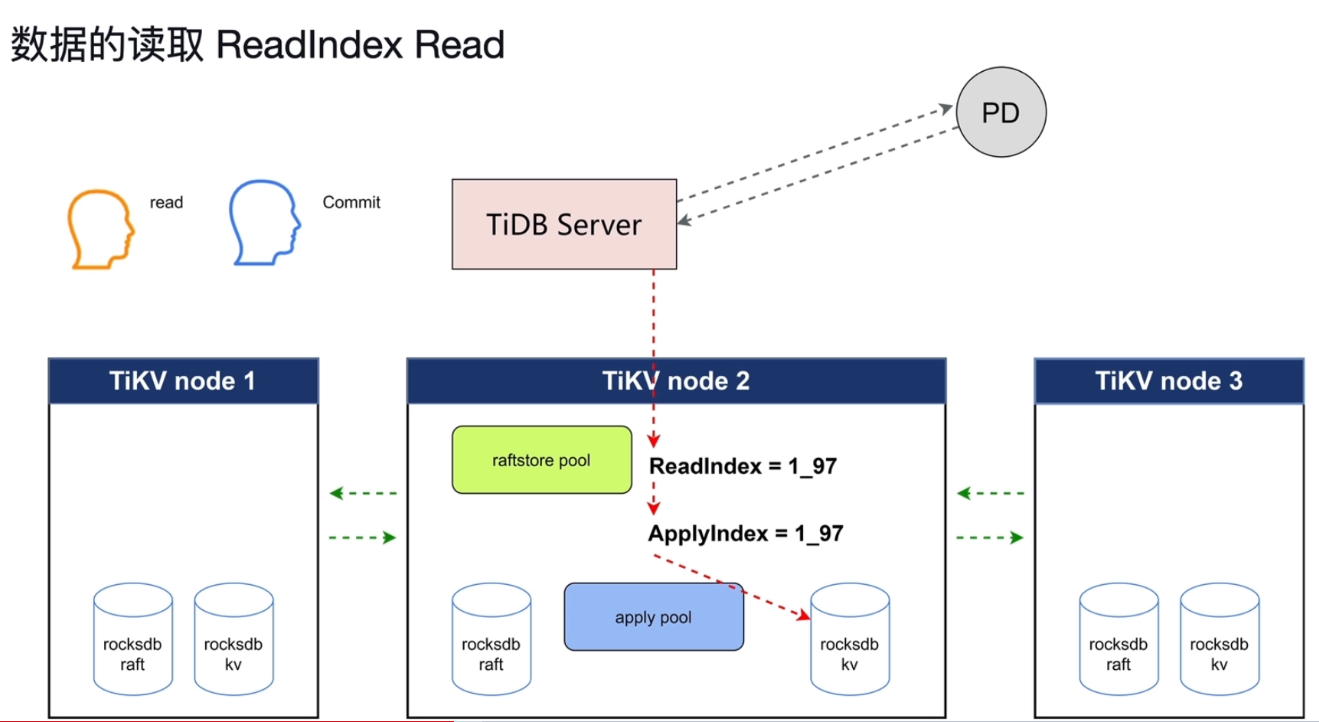 数据的读取 ReadIndex Read
PD
read
Commit
TiDB Server
TiKV node 1
TiKV node 2
TiKV node 3
raftstore pool
ReadIndex = 1_97
ApplyIndex = 1_97
apply pool
rocksdb
raft
rocksdb
kv
rocksdb
raft
rocksdb
kv
rocksdb
raft
rocksdb
kv